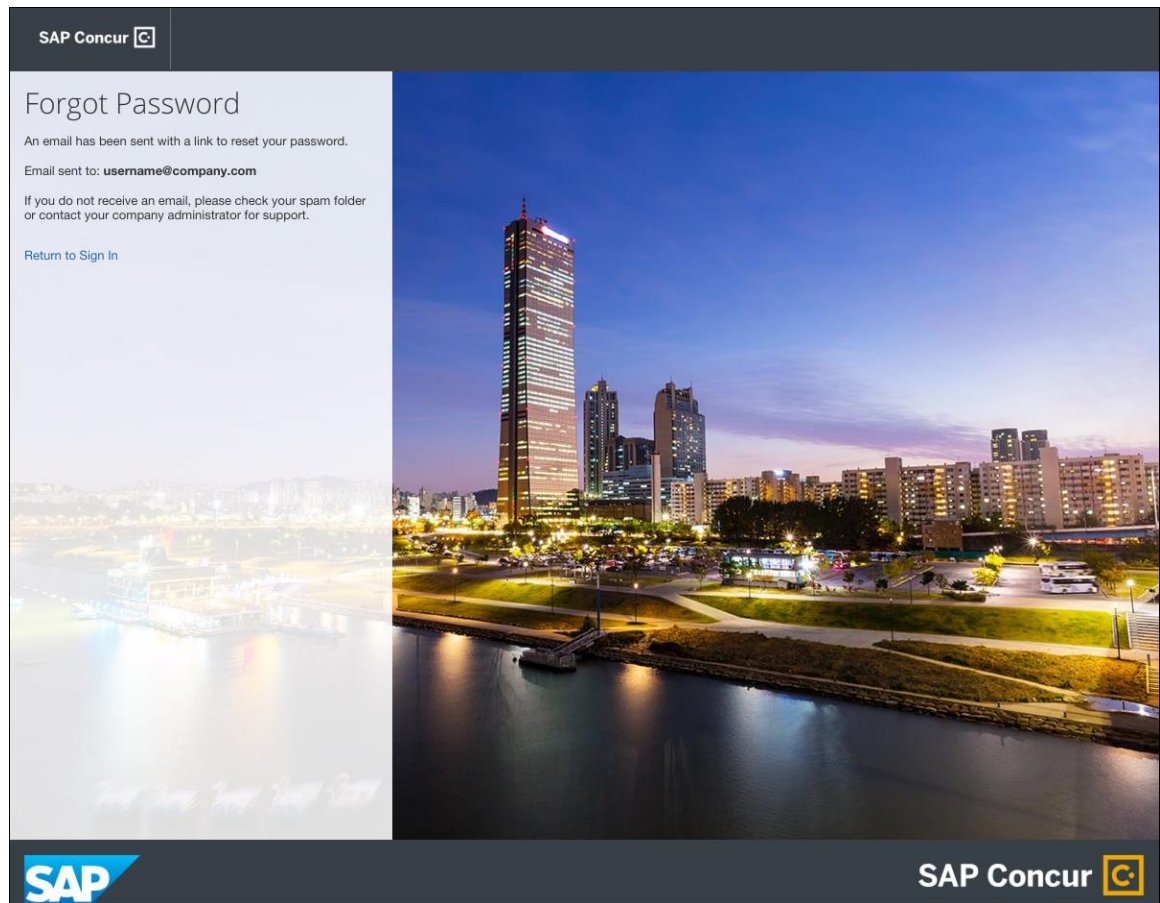 SAP Concur
Forgot Password
An email has been sent with a link to reset your password.
Email sent to: username@company.com
If you do not receive an email, please check your spam folder
or contact your company administrator for support.
Return to Sign In
SAP
SAP Concur